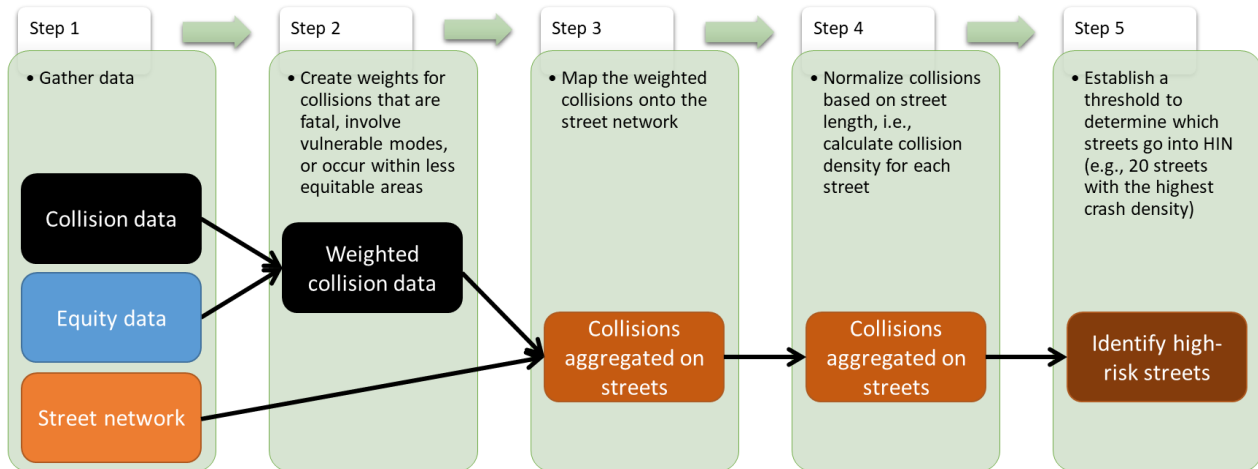 Step 1
• Gather data
Collision data
Equity data
Street network
Step 2
• Create weights for
collisions that are
fatal, involve
vulnerable modes,
or occur within less
equitable areas
Weighted
collision data
Step 3
• Map the weighted
collisions onto the
street network
Collisions
aggregated on
streets
Step 4
• Normalize collisions
based on street
length, i.e.,
calculate collision
density for each
street
Collisions
aggregated on
streets
Step 5
• Establish a
threshold to
determine which
streets go into HIN
(e.g., 20 streets
with the highest
crash density)
Identify high-
risk streets